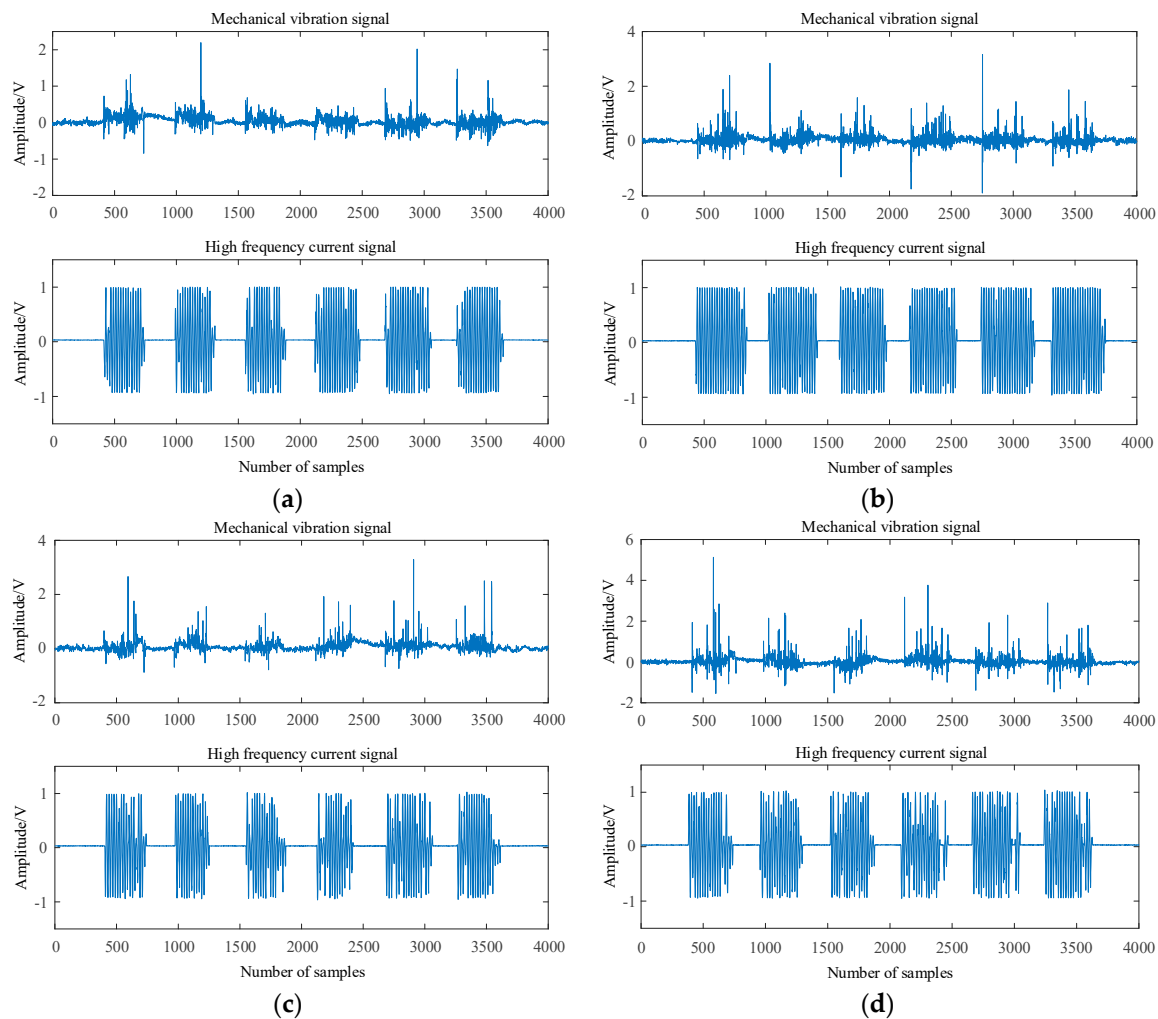 Mechanical vibration signal
Amplitude/V
2
1
0
-1
-2
0 500 1000 1500 2000 2500 3000 3500 4000
High frequency current signal
Amplitude/V
1
0
-1
0 500 1000 1500 2000 2500 3000 3500 4000
Number of samples
(a)
Mechanical vibration signal
Amplitude/V
4
2
0
-2
0 500 1000 1500 2000 2500 3000 3500 4000
High frequency current signal
Amplitude/V
1
0
-1
0 500 1000 1500 2000 2500 3000 3500 4000
Number of samples
(b)
Mechanical vibration signal
Amplitude/V
4
2
0
-2
0 500 1000 1500 2000 2500 3000 3500 4000
High frequency current signal
Amplitude/V
1
0
-1
0 500 1000 1500 2000 2500 3000 3500 4000
Number of samples
(c)
Mechanical vibration signal
Amplitude/V
6
4
2
0
-2
0 500 1000 1500 2000 2500 3000 3500 4000
High frequency current signal
Amplitude/V
1
0
-1
0 500 1000 1500 2000 2500 3000 3500 4000
Number of samples
(d)